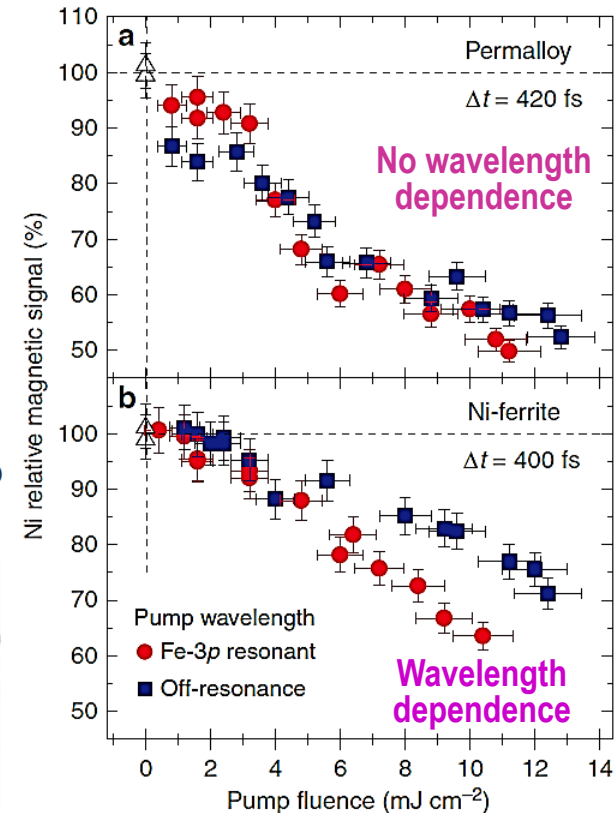 110
a
Permalloy
100
Δt = 420 fs
90
No wavelength
dependence
80
70
60
50
b
Ni-ferrite
100
Δt = 400 fs
90
80
70
Pump wavelength
Fe-3p resonant
60
Off-resonance
Wavelength
dependence
50
0 2 4 6 8 10 12 14
Pump fluence (mJ cm⁻²)
Ni relative magnetic signal (%)